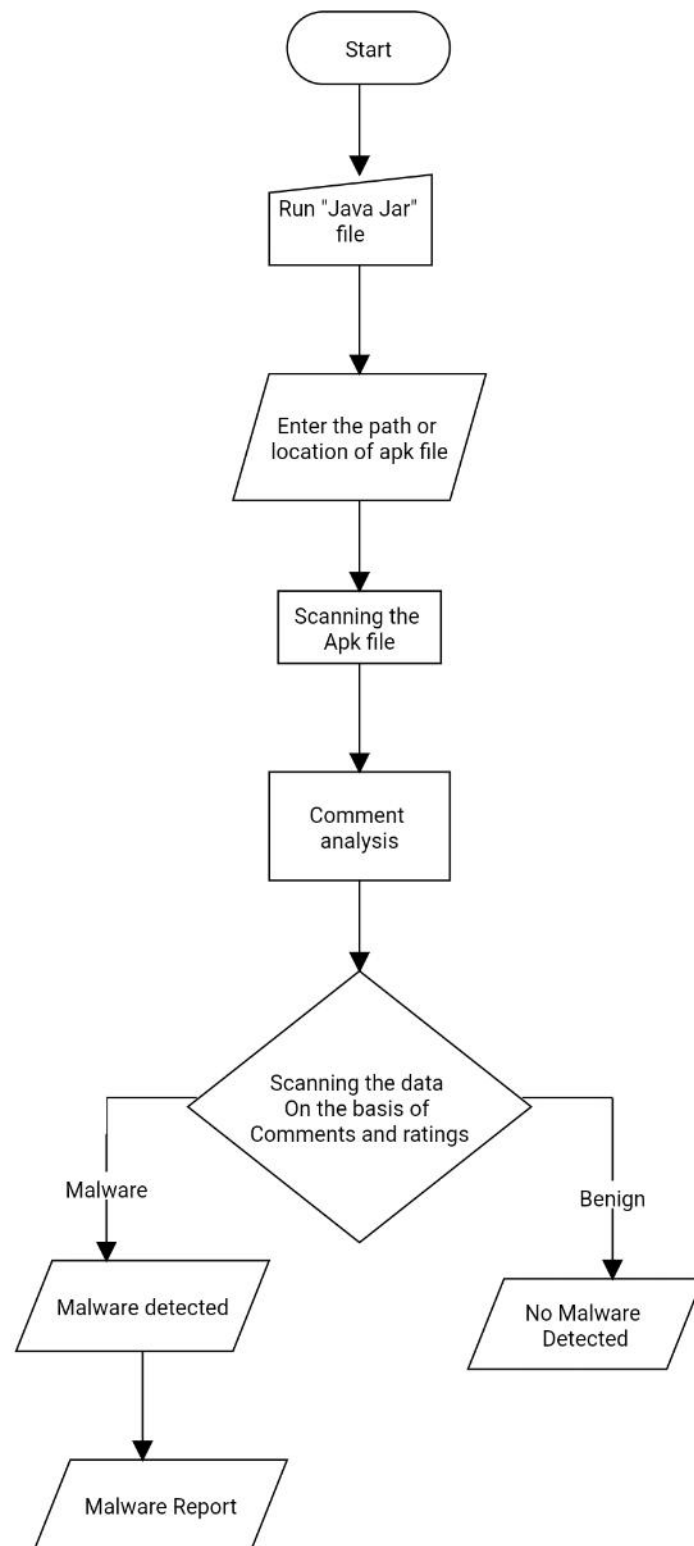 Start
Run "Java Jar"
file
Enter the path or
location of apk file
Scanning the
Apk file
Comment
analysis
Scanning the data
On the basis of
Comments and ratings
Malware
Benign
Malware detected
No Malware
Detected
Malware Report